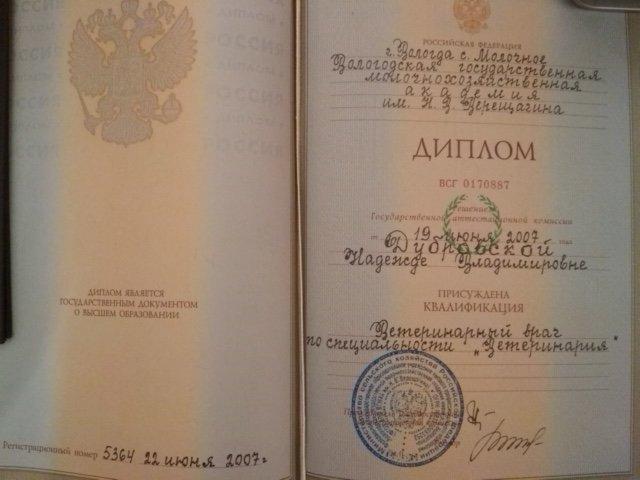 ДИПЛОМ ЯВЛЯЕТСЯ
ГОСУДАРСТВЕННЫМ ДОКУМЕНТОМ
О ВЫСШЕМ ОБРАЗОВАНИИ
Регистрационный номер 5364 22 июня 2007г
РОССИЙСКАЯ ФЕДЕРАЦИЯ
г. Вологда с. Молочное
Вологодская государственная
молочнохозяйственная
академия
им. Н.В. Верещагина
ДИПЛОМ
ВСГ 0170887
Решением
Государственной аттестационной комиссии
от 19 июня 2007 года
Дубровской
Надежде Владимировне
ПРИСУЖДЕНА
КВАЛИФИКАЦИЯ
Ветеринарный врач
по специальности „Ветеринария"